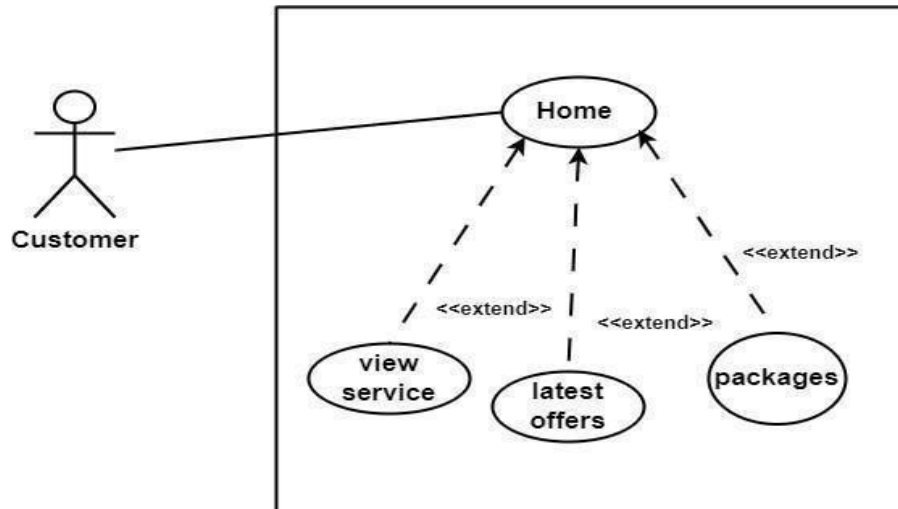 Home
Customer
<<extend>>
<<extend>>
<<extend>>
view
service
latest
offers
packages